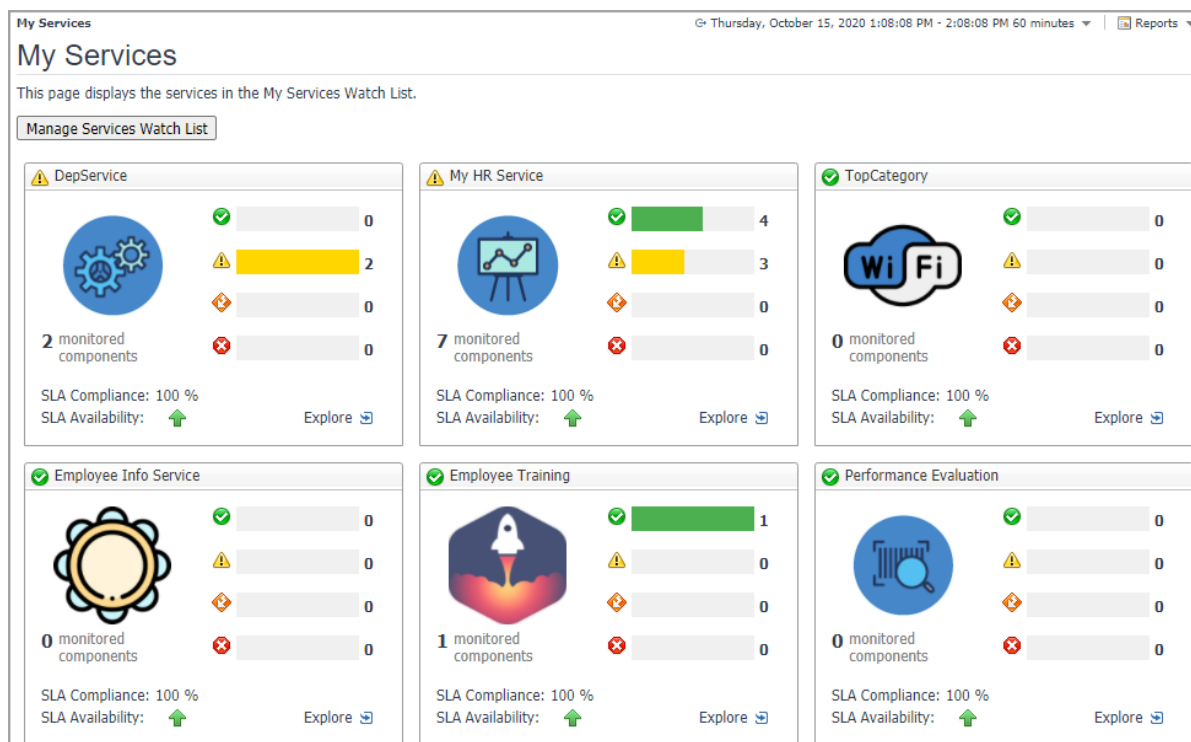 My Services
Thursday, October 15, 2020 1:08:08 PM - 2:08:08 PM 60 minutes
Reports
My Services
This page displays the services in the My Services Watch List.
Manage Services Watch List
DepService
0
2
0
0
2 monitored
components
SLA Compliance: 100 %
SLA Availability:
Explore
My HR Service
4
3
0
0
7 monitored
components
SLA Compliance: 100 %
SLA Availability:
Explore
TopCategory
Wi Fi
0
0
0
0
0 monitored
components
SLA Compliance: 100 %
SLA Availability:
Explore
Employee Info Service
0
0
0
0
0 monitored
components
SLA Compliance: 100 %
SLA Availability:
Explore
Employee Training
1
0
0
0
1 monitored
components
SLA Compliance: 100 %
SLA Availability:
Explore
Performance Evaluation
0
0
0
0
0 monitored
components
SLA Compliance: 100 %
SLA Availability:
Explore